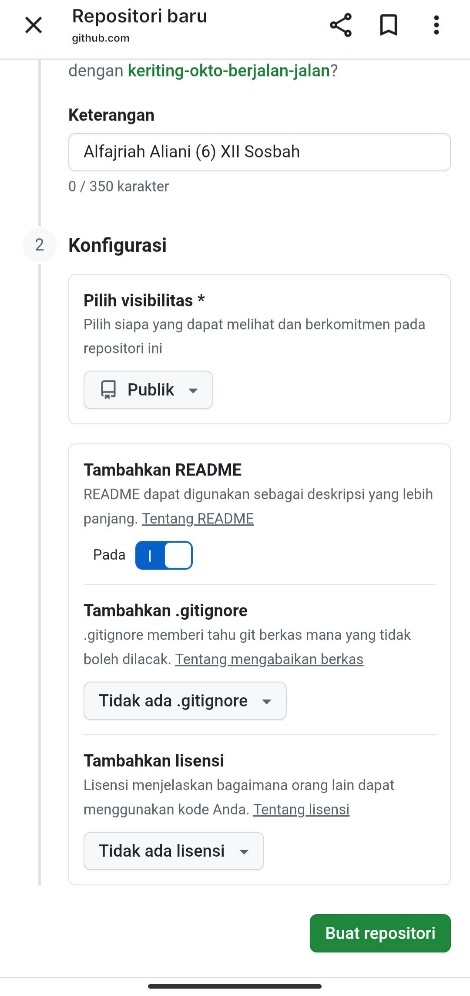 Repositori baru
github.com
dengan keriting-okto-berjalan-jalan?
Keterangan
Alfajriah Aliani (6) XII Sosbah
0 / 350 karakter
2 Konfigurasi
Pilih visibilitas *
Pilih siapa yang dapat melihat dan berkomitmen pada
repositori ini
Publik
Tambahkan README
README dapat digunakan sebagai deskripsi yang lebih
panjang. Tentang README
Pada
Tambahkan .gitignore
.gitignore memberi tahu git berkas mana yang tidak
boleh dilacak. Tentang mengabaikan berkas
Tidak ada .gitignore
Tambahkan lisensi
Lisensi menjelaskan bagaimana orang lain dapat
menggunakan kode Anda. Tentang lisensi
Tidak ada lisensi
Buat repositori